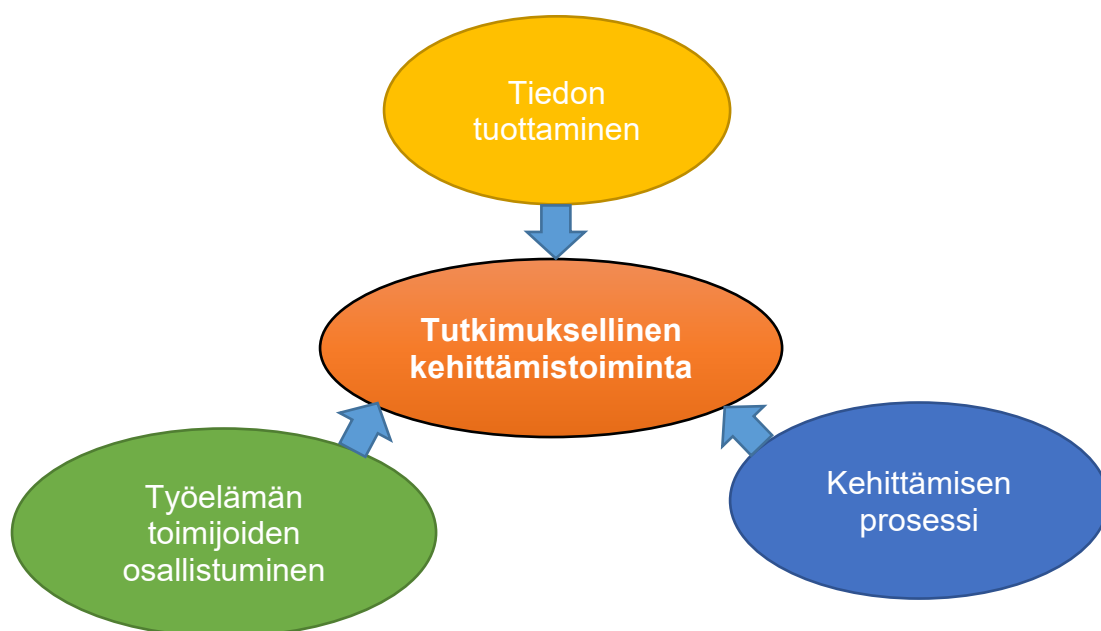 Tiedon
tuottaminen
Tutkimuksellinen
kehittämistoiminta
Työelämän
toimijoiden
osallistuminen
Kehittämisen
prosessi